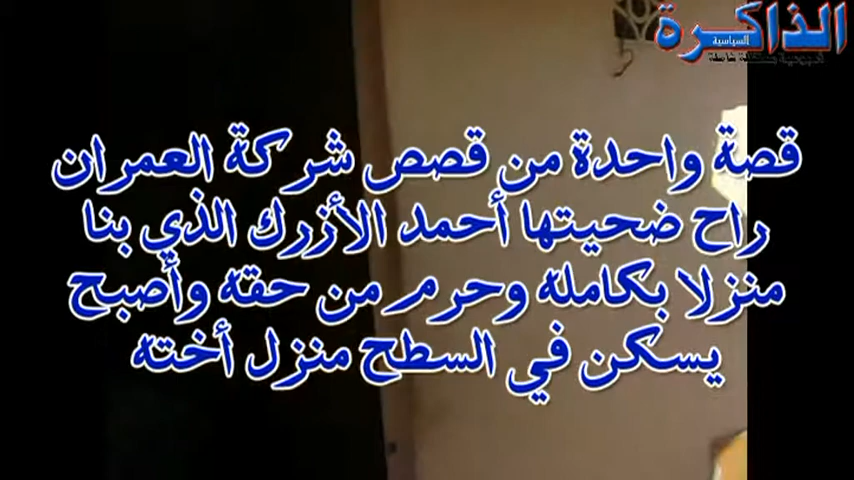 الذاكرة
السياسية
قصة واحدة من قصص شركة العمران
راح ضحيتها أحمد الأزرك الذي بنا
منزلا بكامله وحرم من حقه وأصبح
يسكن في السطح منزل أخته